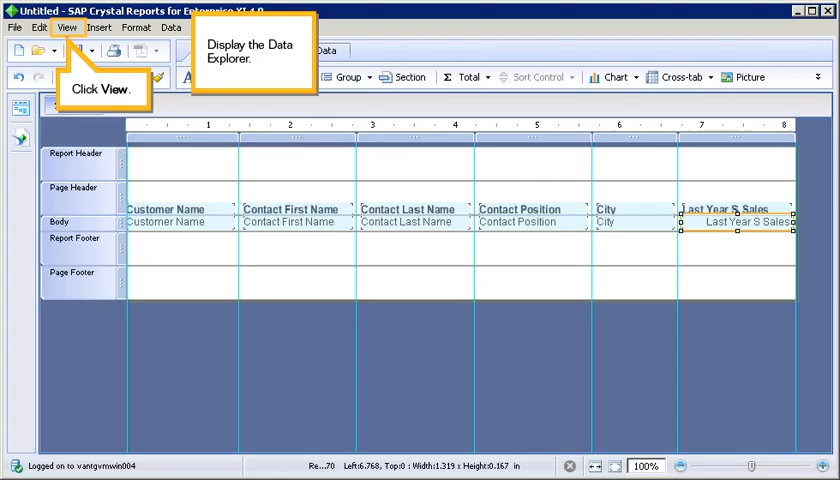 Untitled - SAP Crystal Reports for Enterprise XI 4.0
File Edit View Insert Format Data
Display the Data
Explorer.
Data
Click View.
A
Group Section Σ Total Sort Control Chart Cross-tab Picture
1 2 3 4 5 6 7 8
Report Header
Page Header
Customer Name Contact First Name Contact Last Name Contact Position City Last Year S Sales
Body Customer Name Contact First Name Contact Last Name Contact Position City Last Year S Sales
Report Footer
Page Footer
Logged on to vantgvmwin004 Re...70 Left:6.768, Top:0 : Width:1.319 x Height:0.167 in 100%